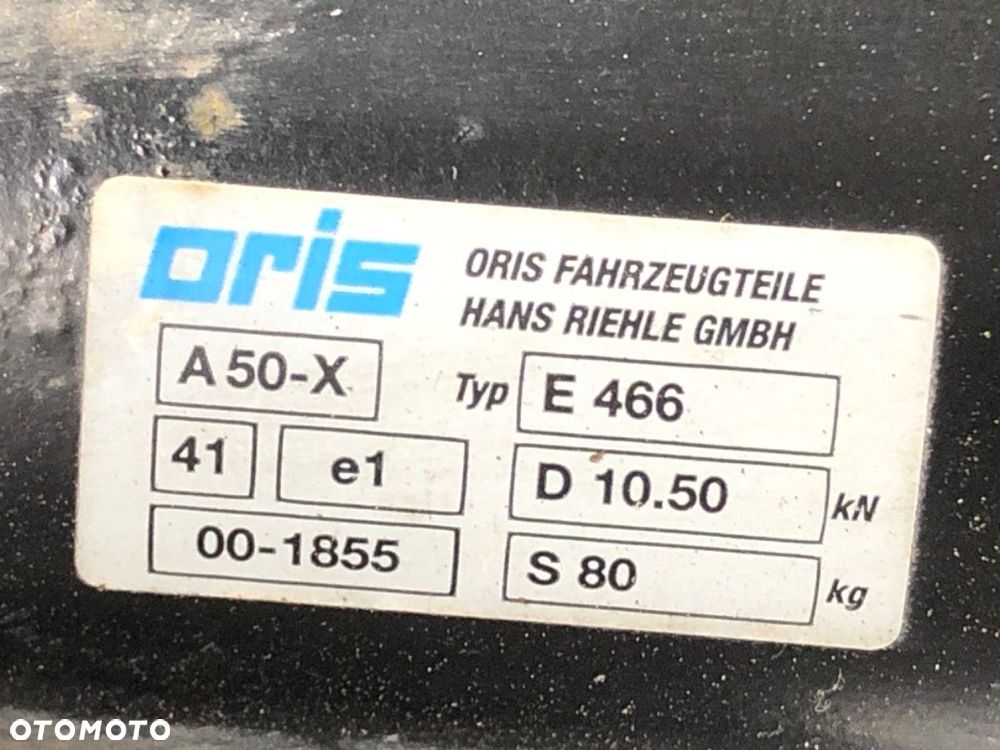 oris
ORIS FAHRZEUGTEILE
HANS RIEHLE GMBH
A 50-X
Typ E 466
41 e1
D 10.50 kN
00-1855
S 80 kg
OTOMOTO